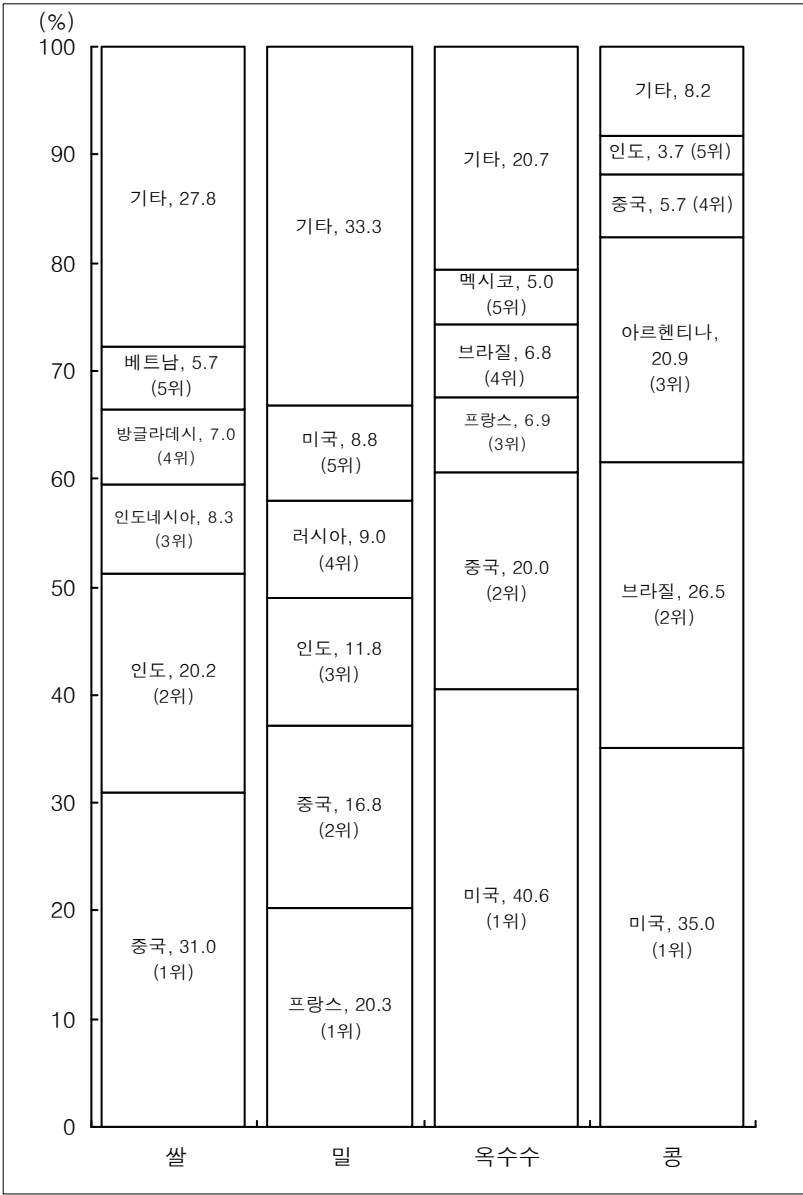 (%)
100
90
80
70
60
50
40
30
20
10
0
기타, 27.8
베트남, 5.7
(5위)
방글라데시, 7.0
(4위)
인도네시아, 8.3
(3위)
인도, 20.2
(2위)
중국, 31.0
(1위)
쌀
기타, 33.3
미국, 8.8
(5위)
러시아, 9.0
(4위)
인도, 11.8
(3위)
중국, 16.8
(2위)
프랑스, 20.3
(1위)
밀
기타, 20.7
멕시코, 5.0
(5위)
브라질, 6.8
(4위)
프랑스, 6.9
(3위)
중국, 20.0
(2위)
미국, 40.6
(1위)
옥수수
기타, 8.2
인도, 3.7 (5위)
중국, 5.7 (4위)
아르헨티나,
20.9
(3위)
브라질, 26.5
(2위)
미국, 35.0
(1위)
콩